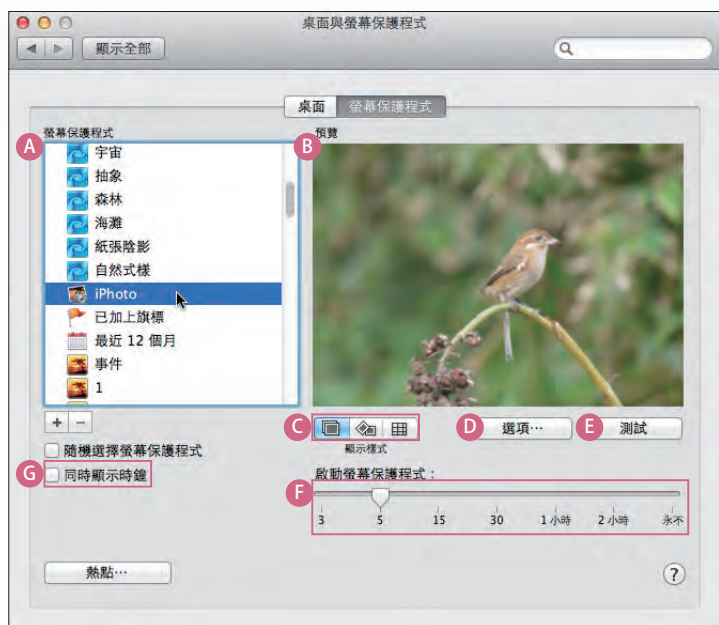 桌面與螢幕保護程式
顯示全部
桌面 螢幕保護程式
螢幕保護程式
預覽
A
B
宇宙
抽象
森林
海灘
紙張陰影
自然式樣
iPhoto
已加上旗標
最近 12 個月
事件
1
+ −
C
顯示樣式
D 選項…
E 測試
隨機選擇螢幕保護程式
G 同時顯示時鐘
啟動螢幕保護程式：
F
3 5 15 30 1 小時 2 小時 永不
熱點…
?